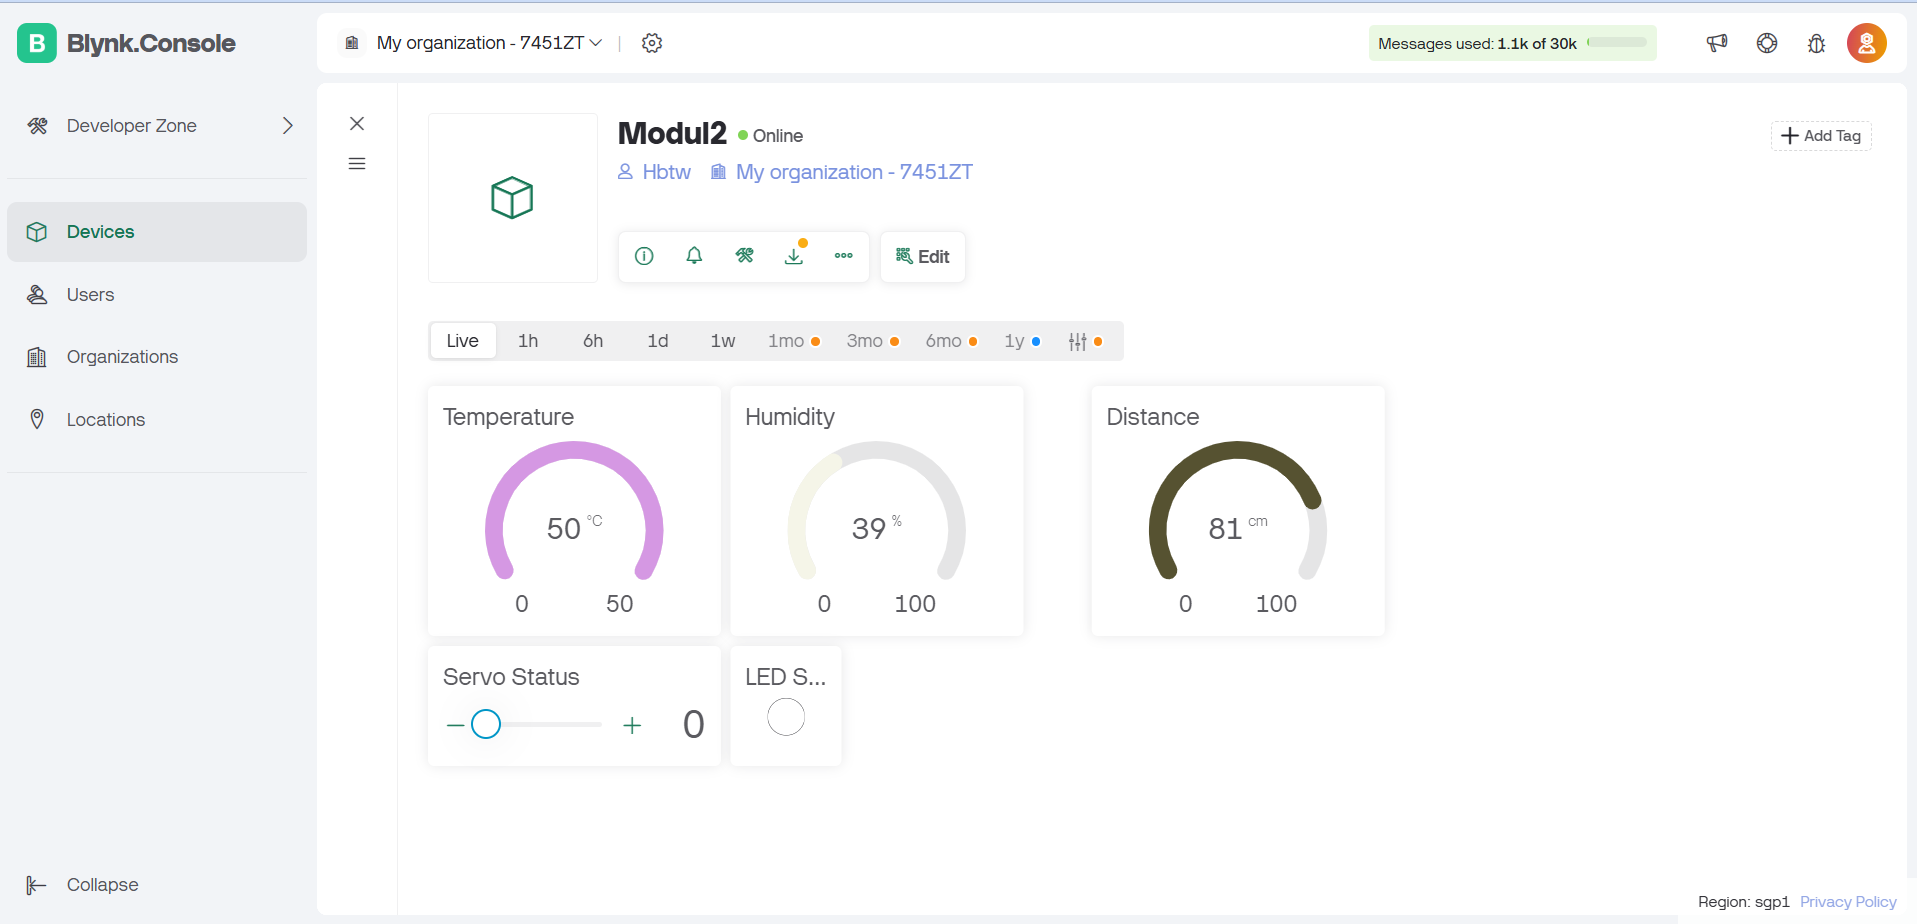 B Blynk.Console
My organization - 7451ZT
Messages used: 1.1k of 30k
Developer Zone
Devices
Users
Organizations
Locations
Collapse
Modul2 Online
Hbtw My organization - 7451ZT
Add Tag
Edit
Live 1h 6h 1d 1w 1mo 3mo 6mo 1y
Temperature
50 °C
0 50
Humidity
39 %
0 100
Distance
81 cm
0 100
Servo Status
0
LED S...
Region: sgp1 Privacy Policy